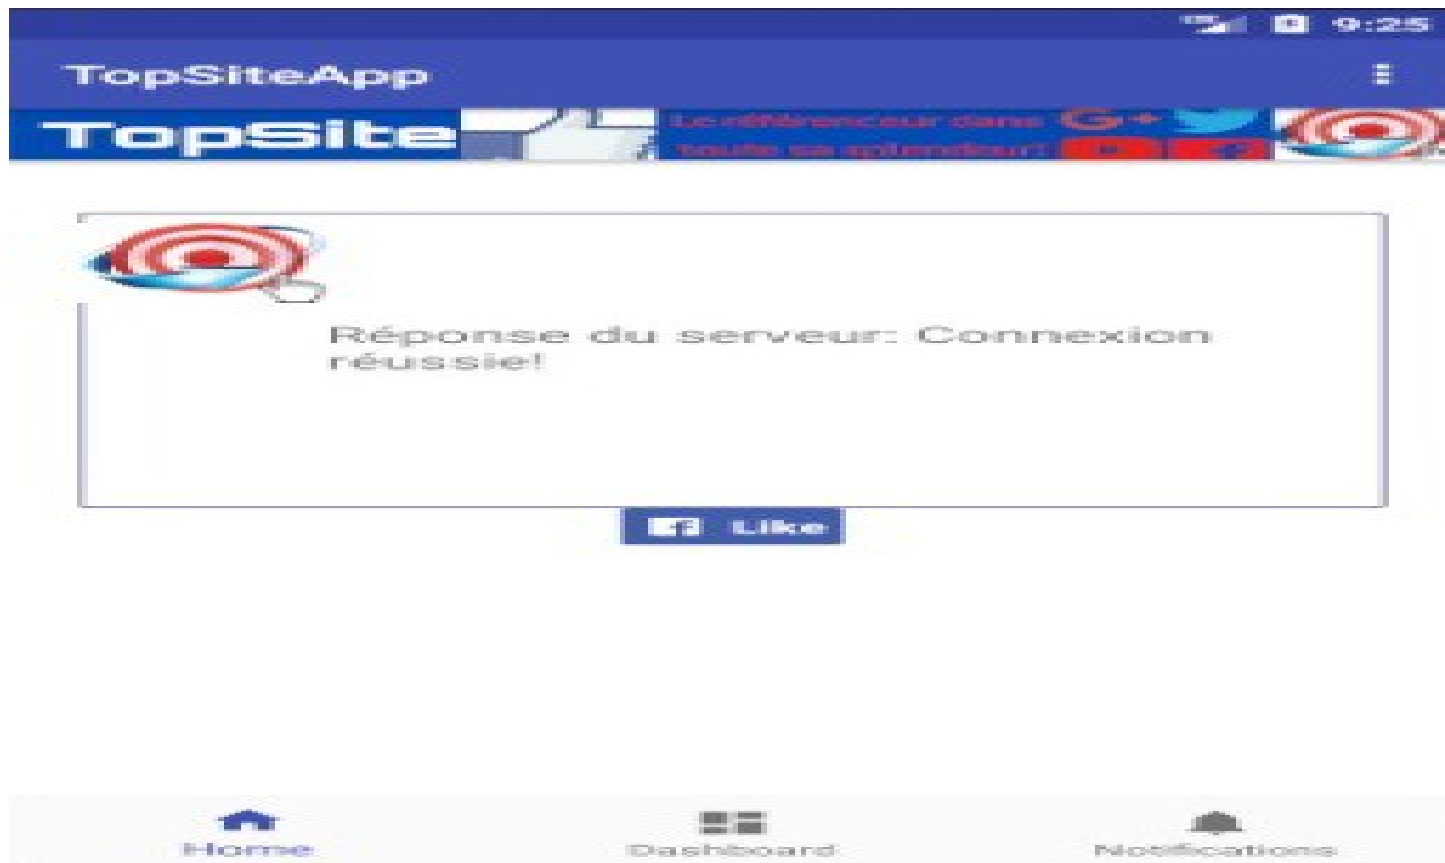 9:25
TopSiteApp
TopSite
Le référenceur dans
toute sa splendeur!
G+
Réponse du serveur: Connexion
réussie!
f Like
Home
Dashboard
Notifications